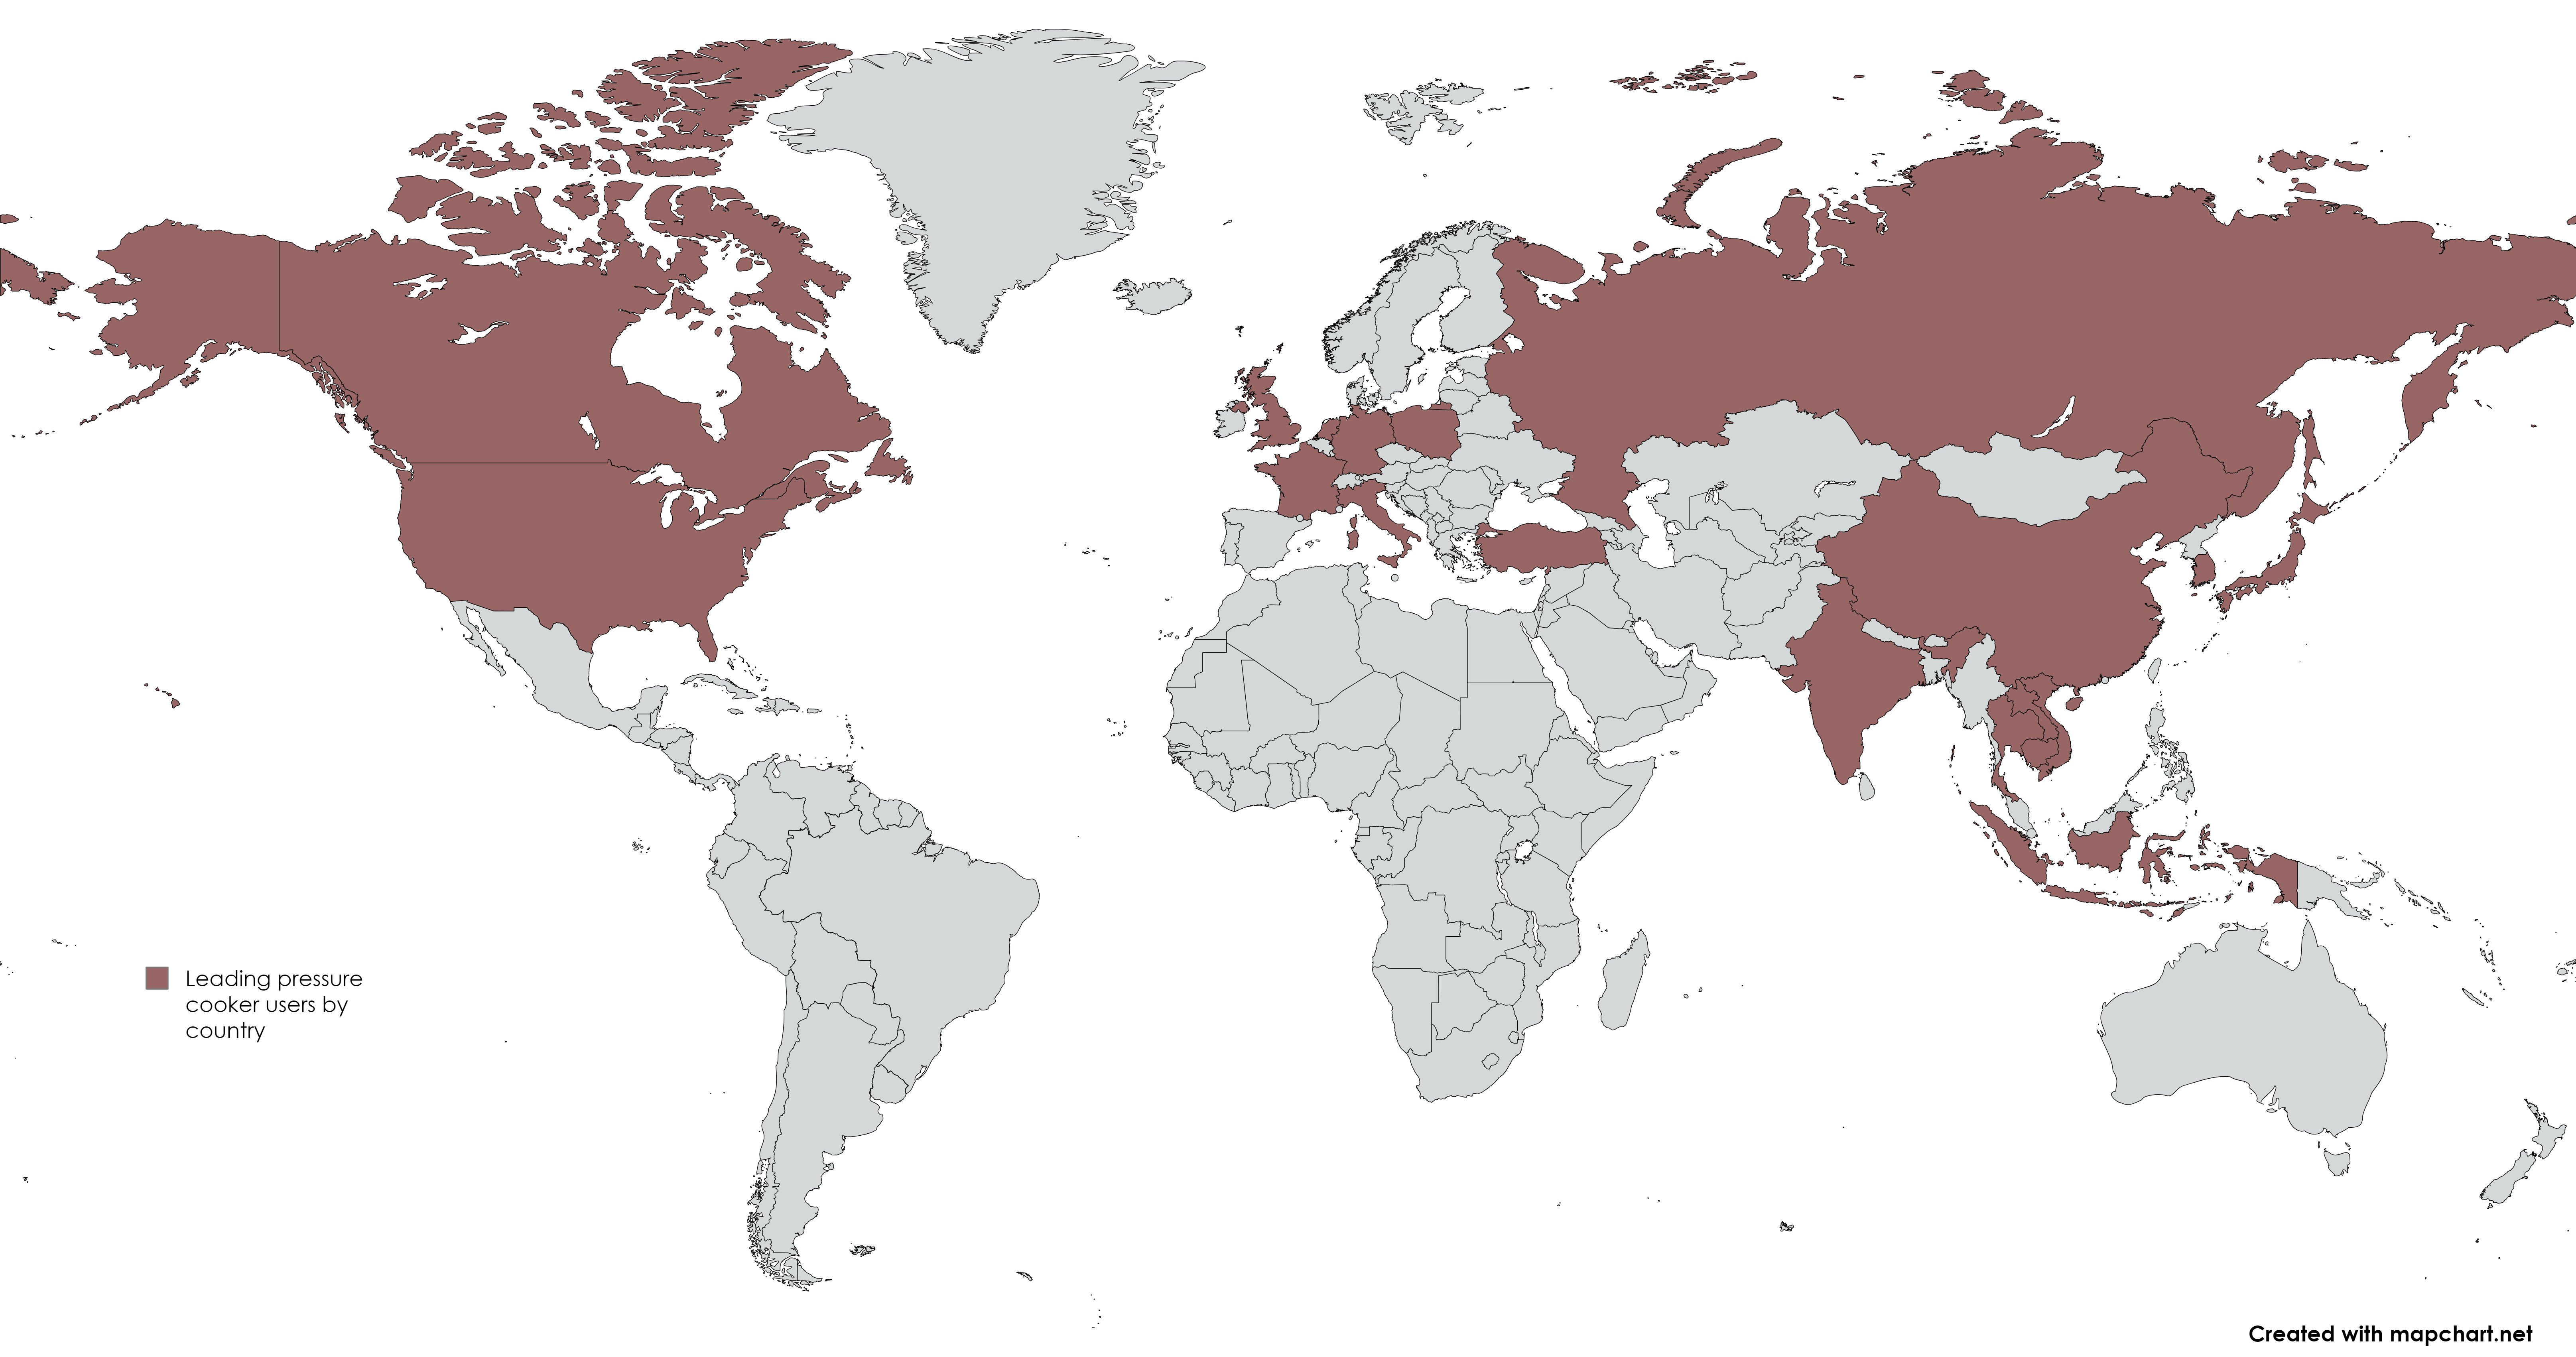 Leading pressure
cooker users by
country
Created with mapchart.net